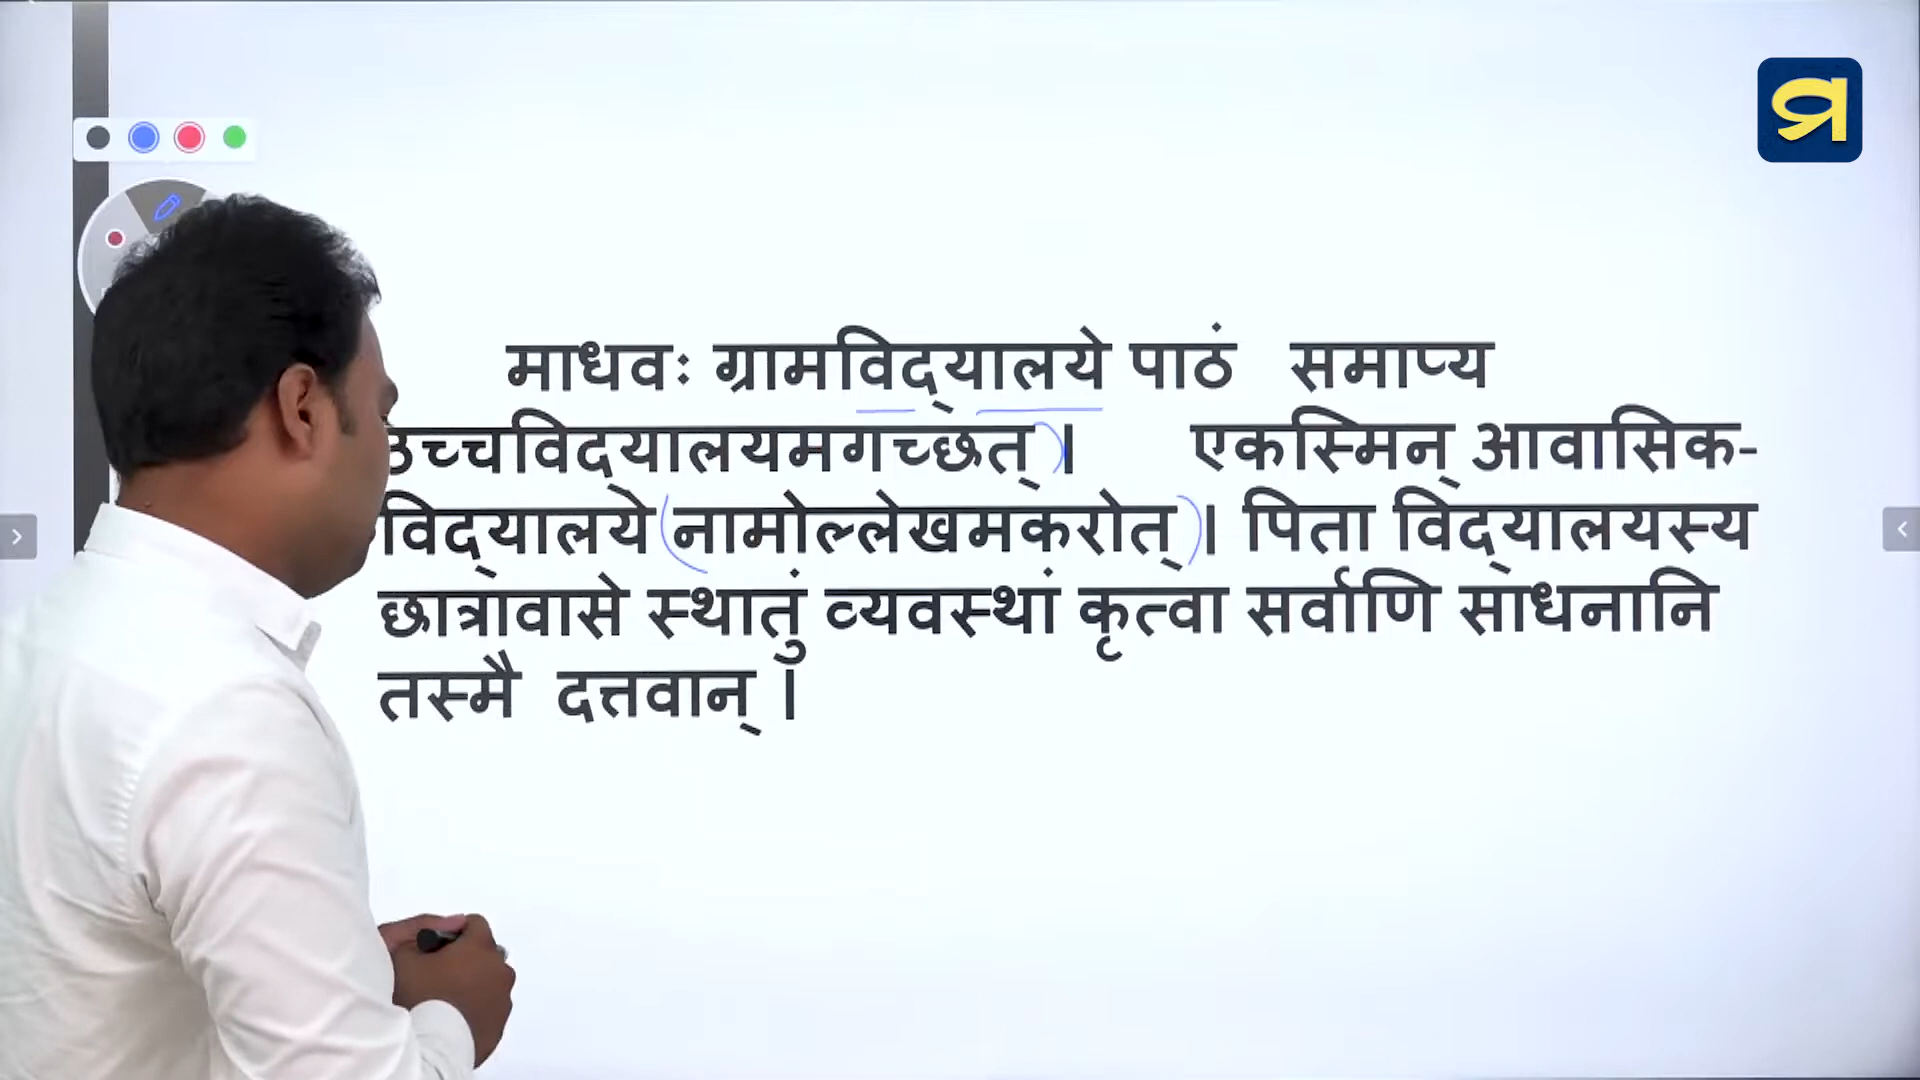 माधवः ग्रामविद्यालये पाठं समाप्य
उच्चविद्यालयमगच्छत् । एकस्मिन् आवासिक-
विद्यालये नामोल्लेखमकरोत् । पिता विद्यालयस्य
छात्रावासे स्थातुं व्यवस्थां कृत्वा सर्वाणि साधनानि
तस्मै दत्तवान् ।